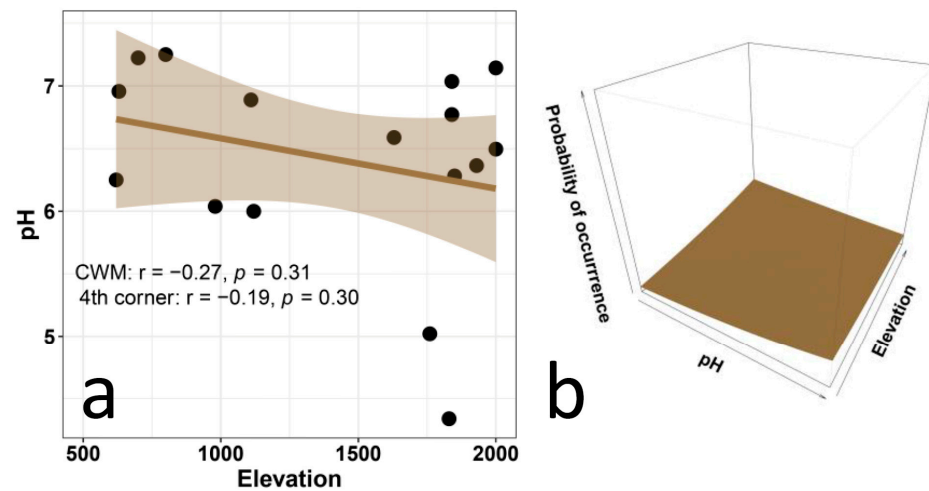 7
6
5
pH
CWM: r = −0.27, p = 0.31
4th corner: r = −0.19, p = 0.30
a
500 1000 1500 2000
Elevation
Probability of occurrrence
pH
Elevation
b